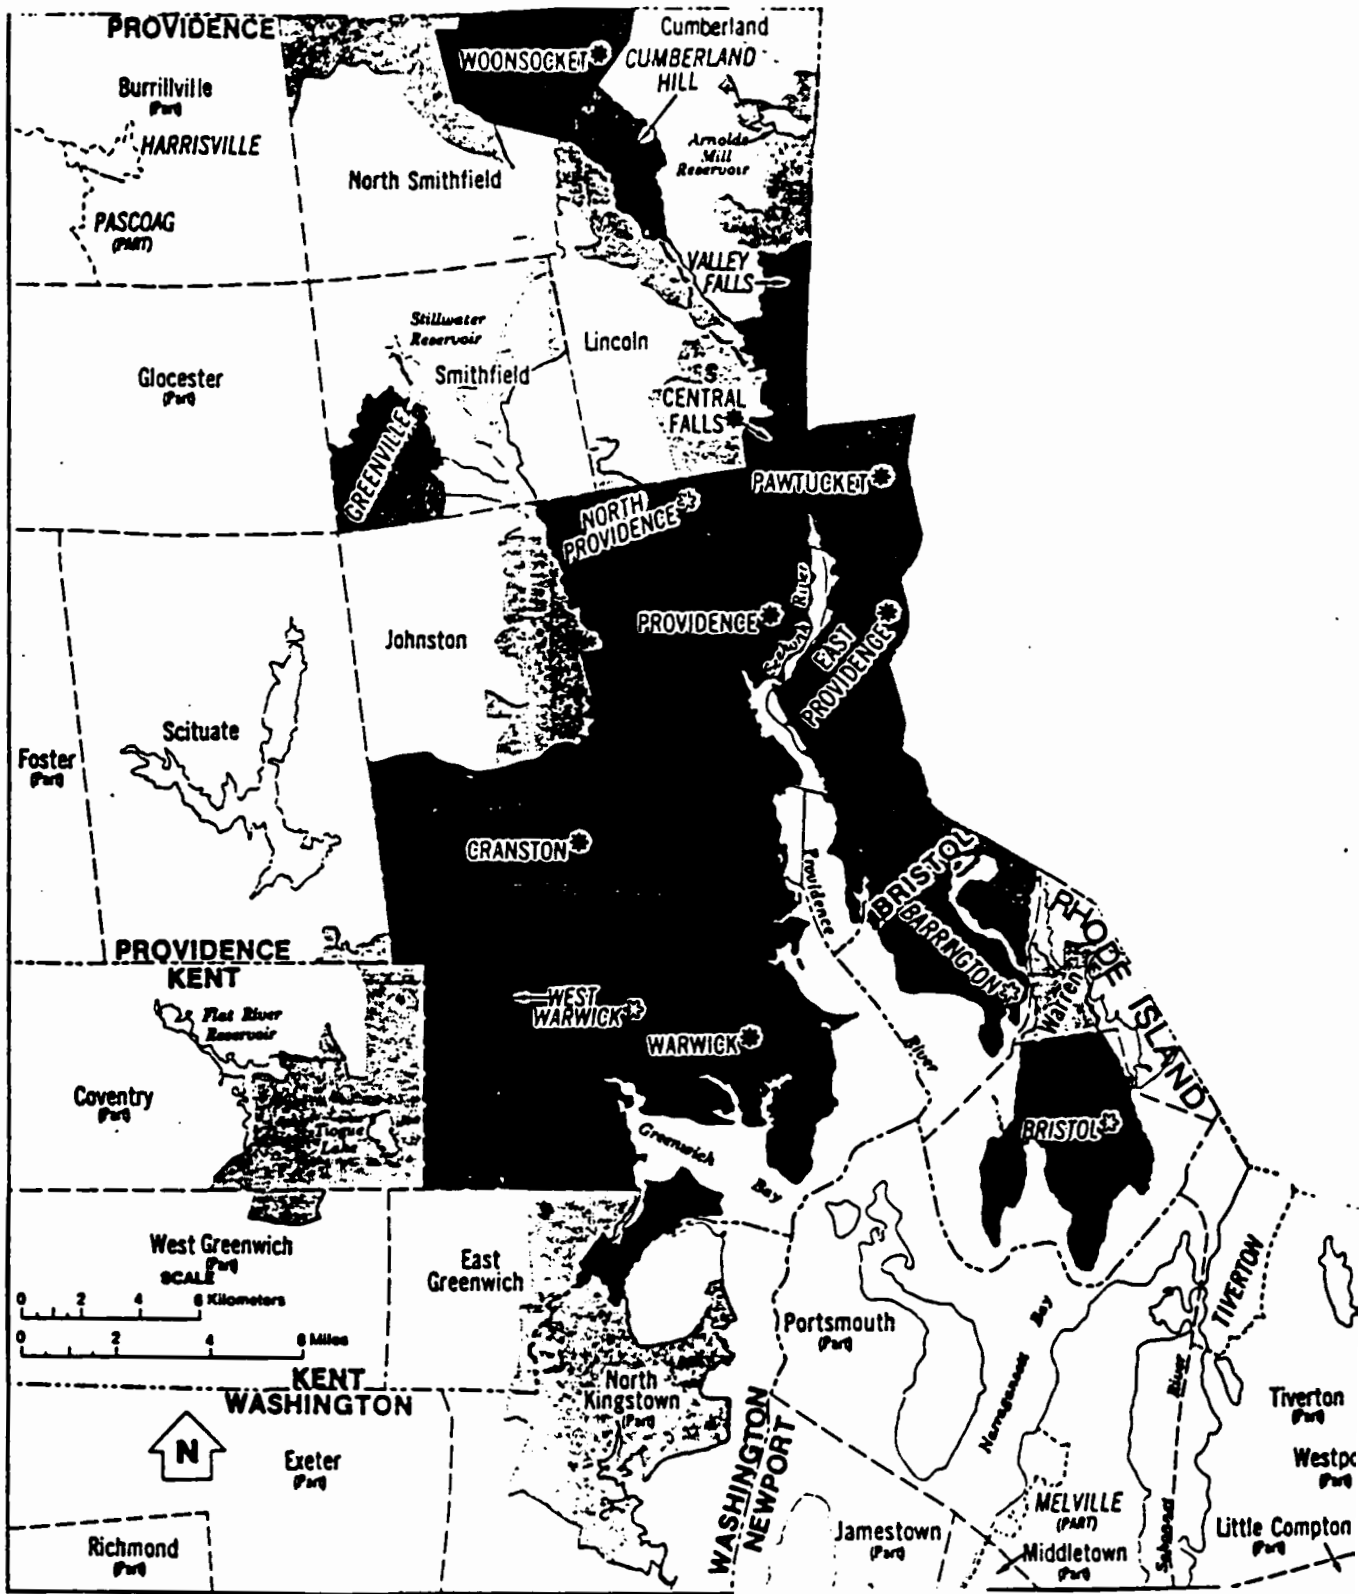 PROVIDENCE
Cumberland
WOONSOCKET
CUMBERLAND
HILL
Burrillville
(Part)
HARRISVILLE
Arnolds
Mill
Reservoir
North Smithfield
PASCOAG
(PART)
VALLEY
FALLS
Stillwater
Reservoir
Lincoln
Smithfield
Glocester
(Part)
CENTRAL
FALLS
GREENVILLE
PAWTUCKET
NORTH
PROVIDENCE
Seekonk River
PROVIDENCE
EAST
PROVIDENCE
Johnston
Scituate
Foster
(Part)
CRANSTON
Providence
River
BRISTOL
BARRINGTON
RHODE ISLAND
Warren
PROVIDENCE
KENT
Flat River
Reservoir
WEST
WARWICK
WARWICK
Coventry
(Part)
Tiogue
Lake
Greenwich
Bay
BRISTOL
West Greenwich
(Part)
East
Greenwich
SCALE
0 2 4 6 Kilometers
0 2 4 6 Miles
TIVERTON
Portsmouth
(Part)
Narragansett
Bay
River
KENT
WASHINGTON
North
Kingstown
(Part)
Tiverton
(Part)
WASHINGTON
NEWPORT
N
Exeter
(Part)
Westpo
(Part)
MELVILLE
(PART)
Richmond
(Part)
Jamestown
(Part)
Middletown
(Part)
Little Compton
(Part)